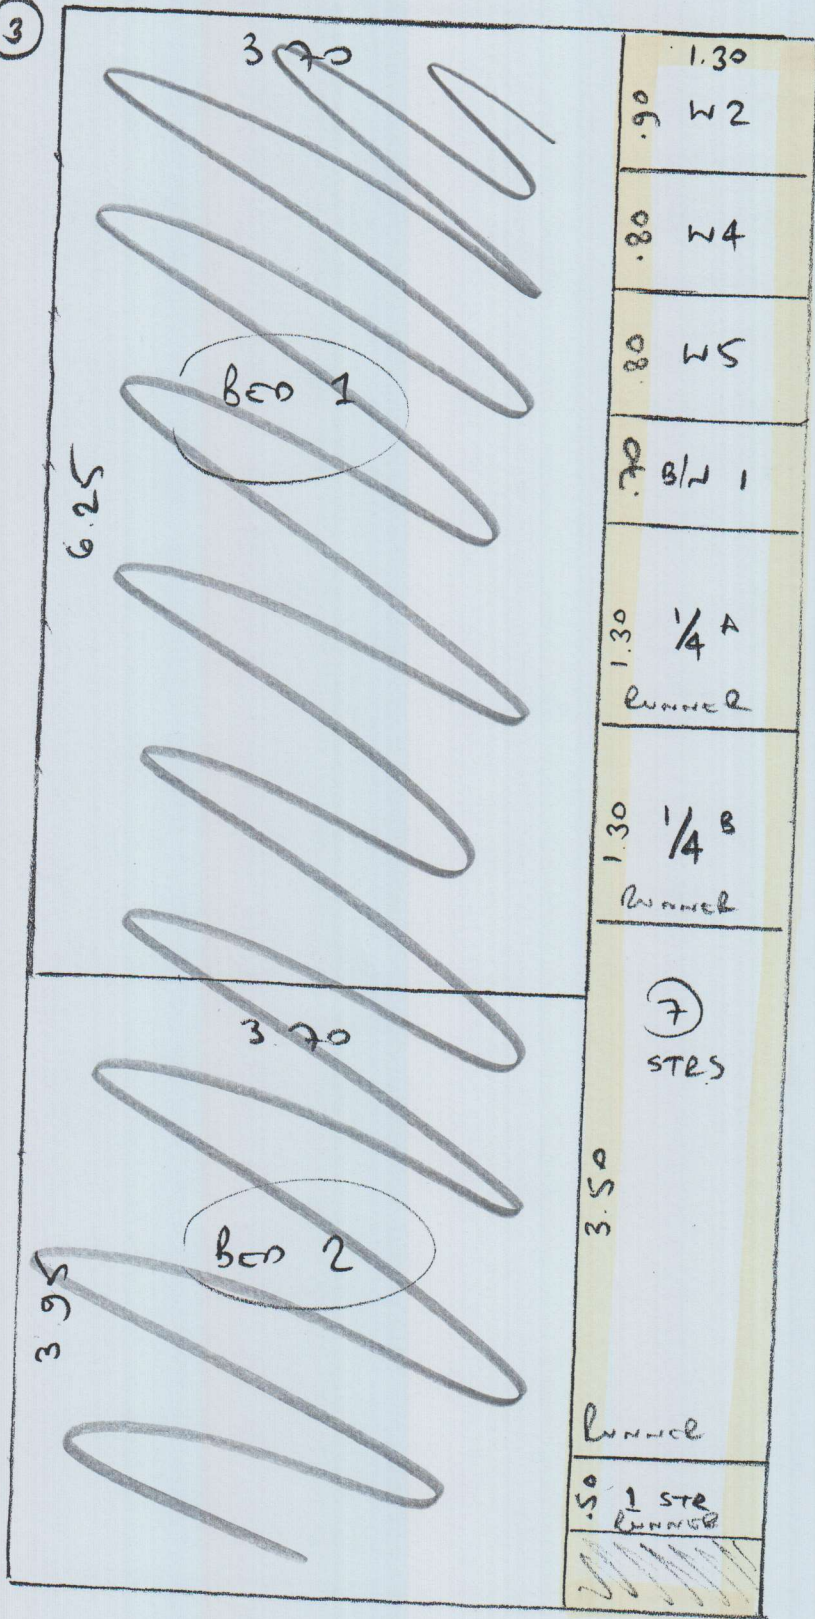 3
3.70
BED 1
6.25
3.70
BED 2
3.95
1.30
.90 W2
.80 W4
.80 W5
.70 B/N 1
1.30 1/4 A
RUNNER
1.30 1/4 B
RUNNER
7
STRS
3.50
RUNNER
.50 1 STR
RUNNER